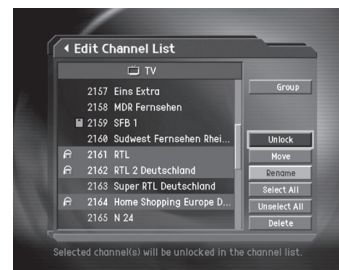 Edit Channel List
TV
Group
2157 Eins Extra
2158 MDR Fernsehen
2159 SFB 1
2160 Sudwest Fernsehen Rhei...
2161 RTL
2162 RTL 2 Deutschland
2163 Super RTL Deutschland
2164 Home Shopping Europe D...
2165 N 24
Unlock
Move
Rename
Select All
Unselect All
Delete
Selected channel(s) will be unlocked in the channel list.